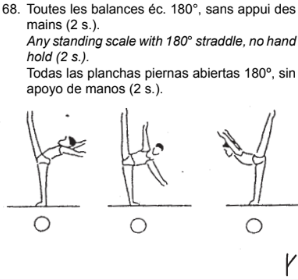 68. Toutes les balances éc. 180°, sans appui des
mains (2 s.).
Any standing scale with 180° straddle, no hand
hold (2 s.).
Todas las planchas piernas abiertas 180º, sin
apoyo de manos (2 s.).